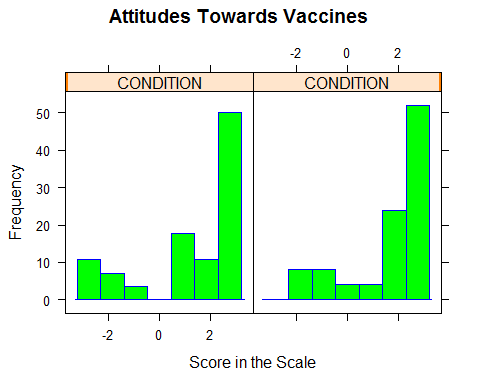 Attitudes Towards Vaccines
-2 0 2
CONDITION CONDITION
50
40
30
20
10
0
Frequency
-2 0 2
Score in the Scale